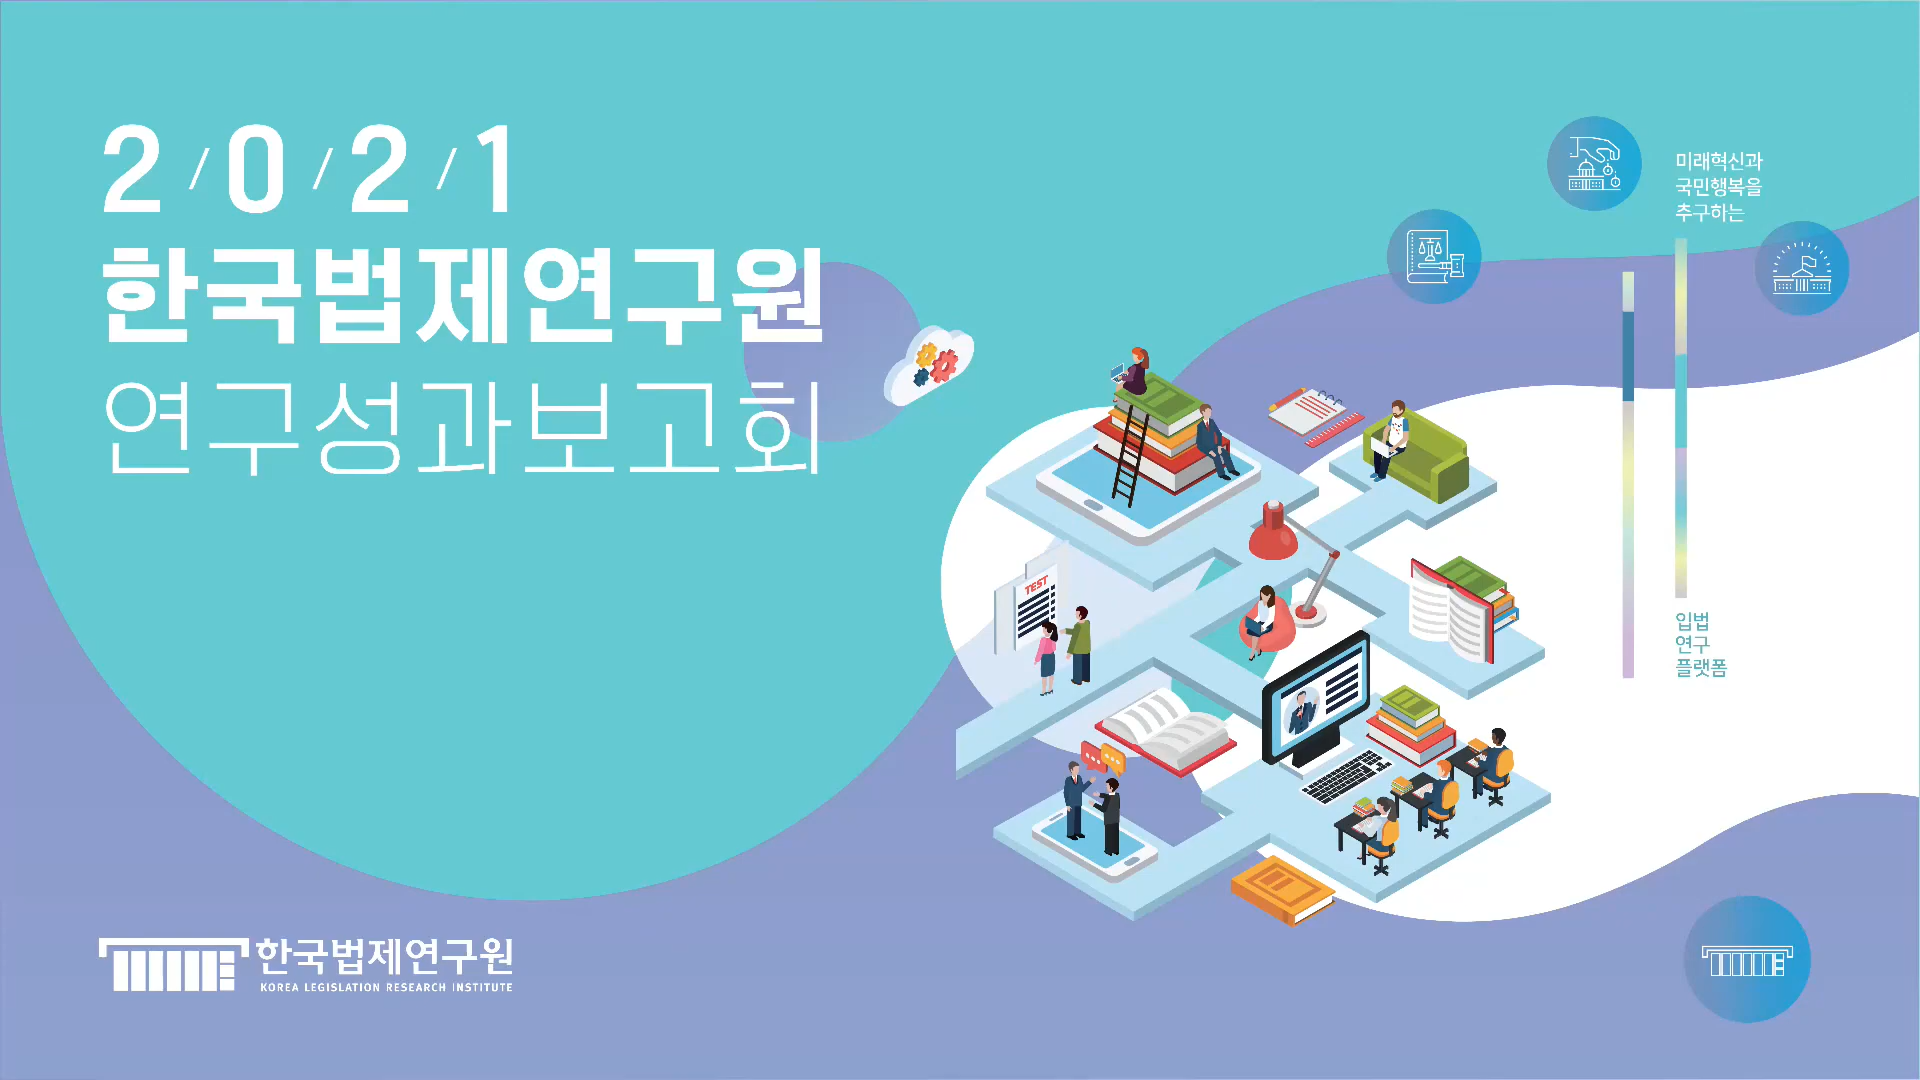 2/0/2/1
한국법제연구원
연구성과보고회
미래혁신과
국민행복을
추구하는
입법
연구
플랫폼
TEST
한국법제연구원
KOREA LEGISLATION RESEARCH INSTITUTE